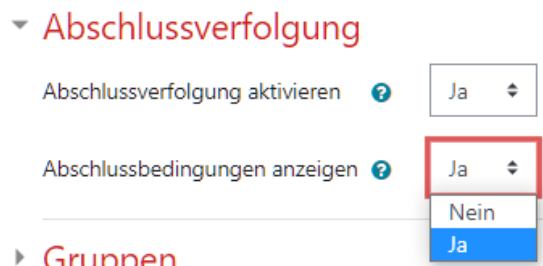 Abschlussverfolgung
Abschlussverfolgung aktivieren ? Ja
Abschlussbedingungen anzeigen ? Ja
Nein
Ja
Gruppen